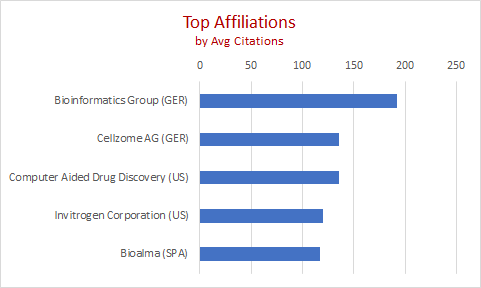 Top Affiliations
by Avg Citations
0 50 100 150 200 250
Bioinformatics Group (GER)
Cellzome AG (GER)
Computer Aided Drug Discovery (US)
Invitrogen Corporation (US)
Bioalma (SPA)